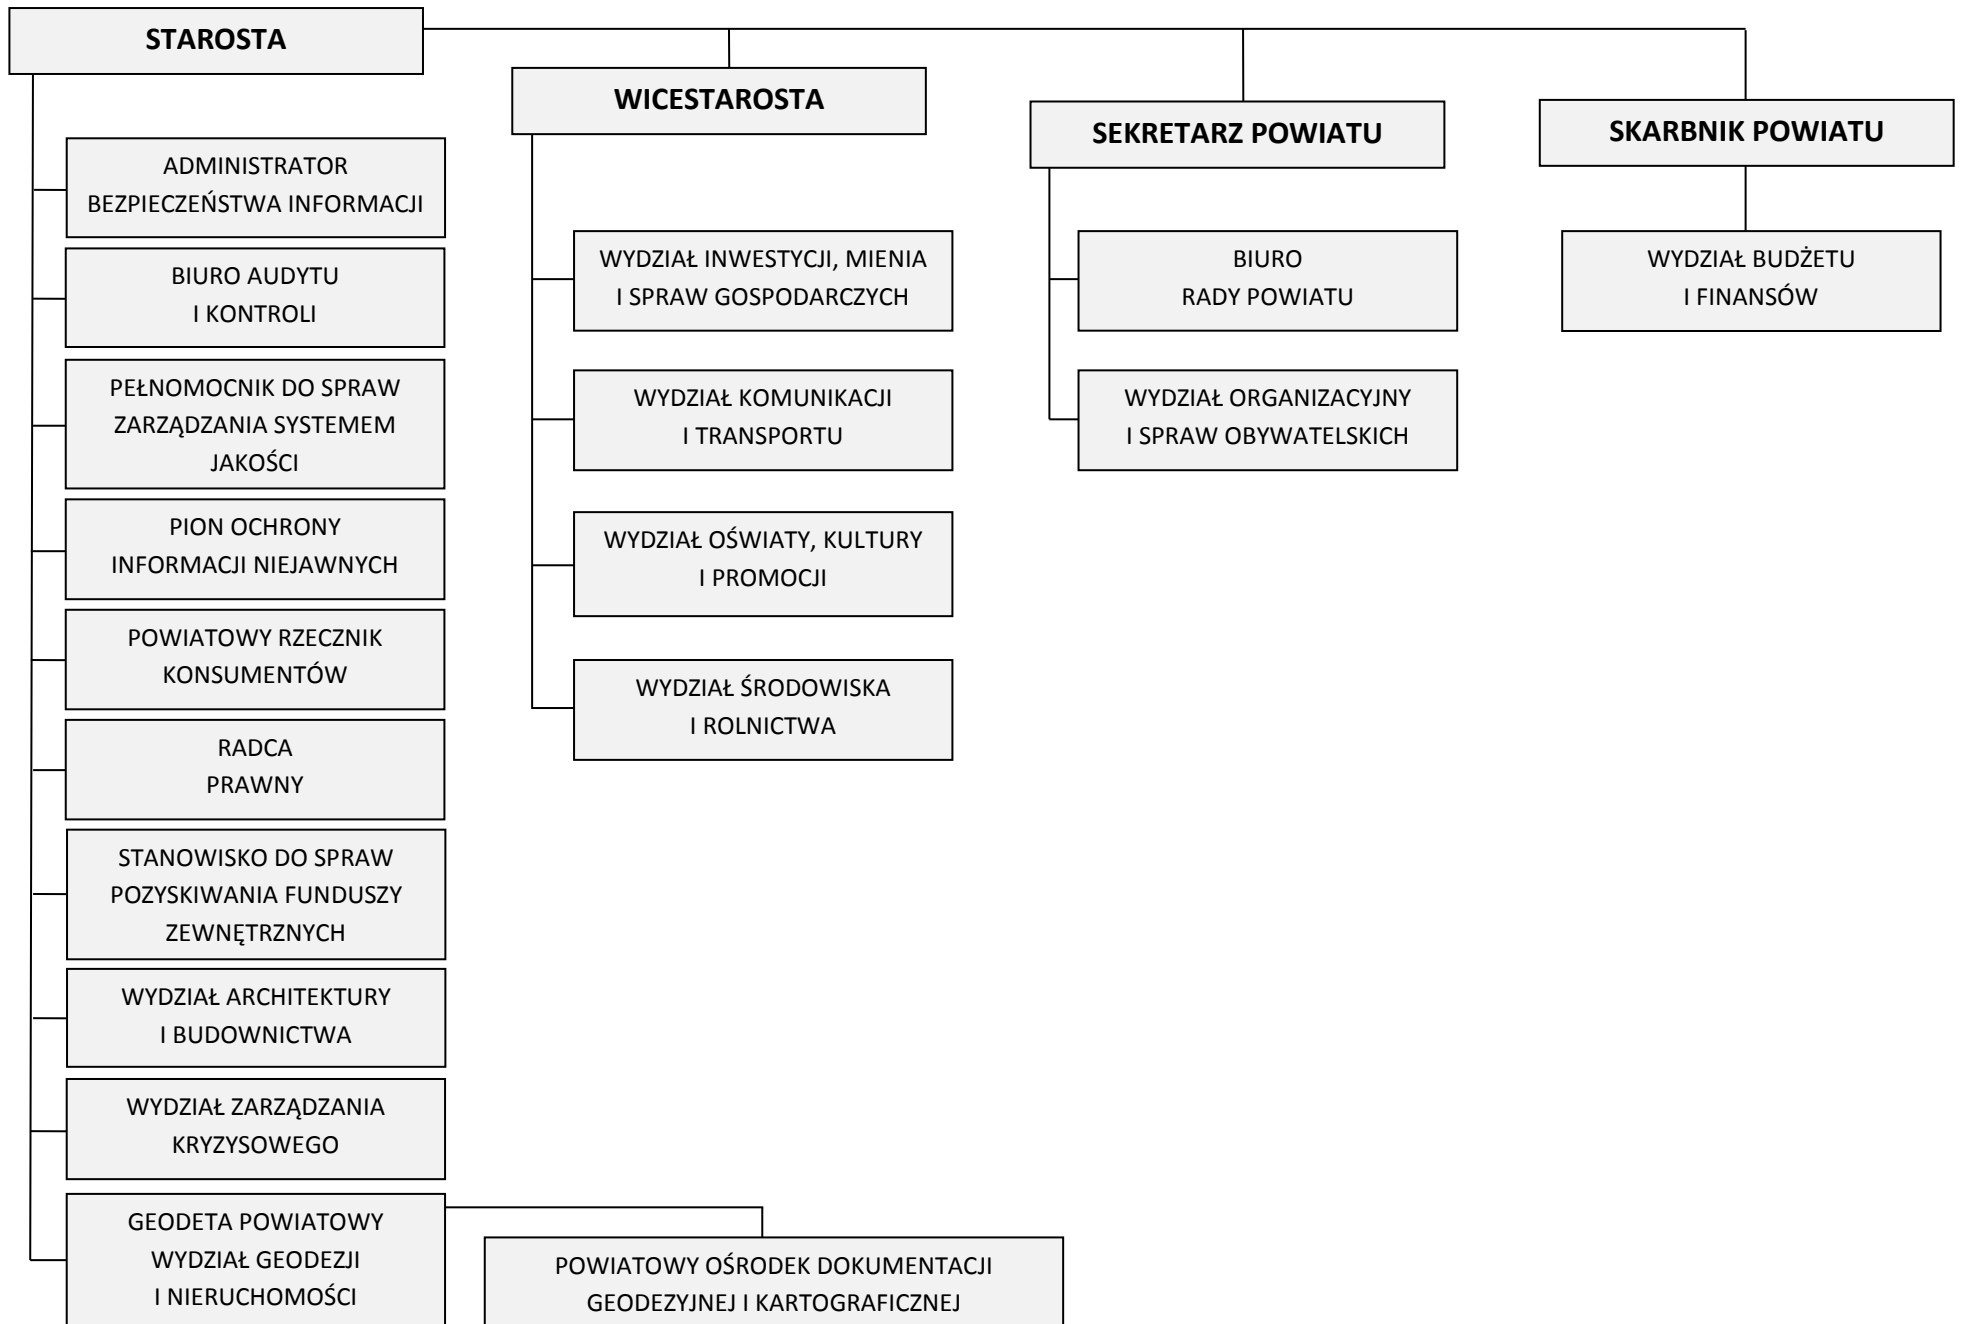 STAROSTA
ADMINISTRATOR
BEZPIECZEŃSTWA INFORMACJI
BIURO AUDYTU
I KONTROLI
PEŁNOMOCNIK DO SPRAW
ZARZĄDZANIA SYSTEMEM
JAKOŚCI
PION OCHRONY
INFORMACJI NIEJAWNYCH
POWIATOWY RZECZNIK
KONSUMENTÓW
RADCA
PRAWNY
STANOWISKO DO SPRAW
POZYSKIWANIA FUNDUSZY
ZEWNĘTRZNYCH
WYDZIAŁ ARCHITEKTURY
I BUDOWNICTWA
WYDZIAŁ ZARZĄDZANIA
KRYZYSOWEGO
GEODETA POWIATOWY
WYDZIAŁ GEODEZJI
I NIERUCHOMOŚCI
POWIATOWY OŚRODEK DOKUMENTACJI
GEODEZYJNEJ I KARTOGRAFICZNEJ
WICESTAROSTA
WYDZIAŁ INWESTYCJI, MIENIA
I SPRAW GOSPODARCZYCH
WYDZIAŁ KOMUNIKACJI
I TRANSPORTU
WYDZIAŁ OŚWIATY, KULTURY
I PROMOCJI
WYDZIAŁ ŚRODOWISKA
I ROLNICTWA
SEKRETARZ POWIATU
BIURO
RADY POWIATU
WYDZIAŁ ORGANIZACYJNY
I SPRAW OBYWATELSKICH
SKARBNIK POWIATU
WYDZIAŁ BUDŻETU
I FINANSÓW